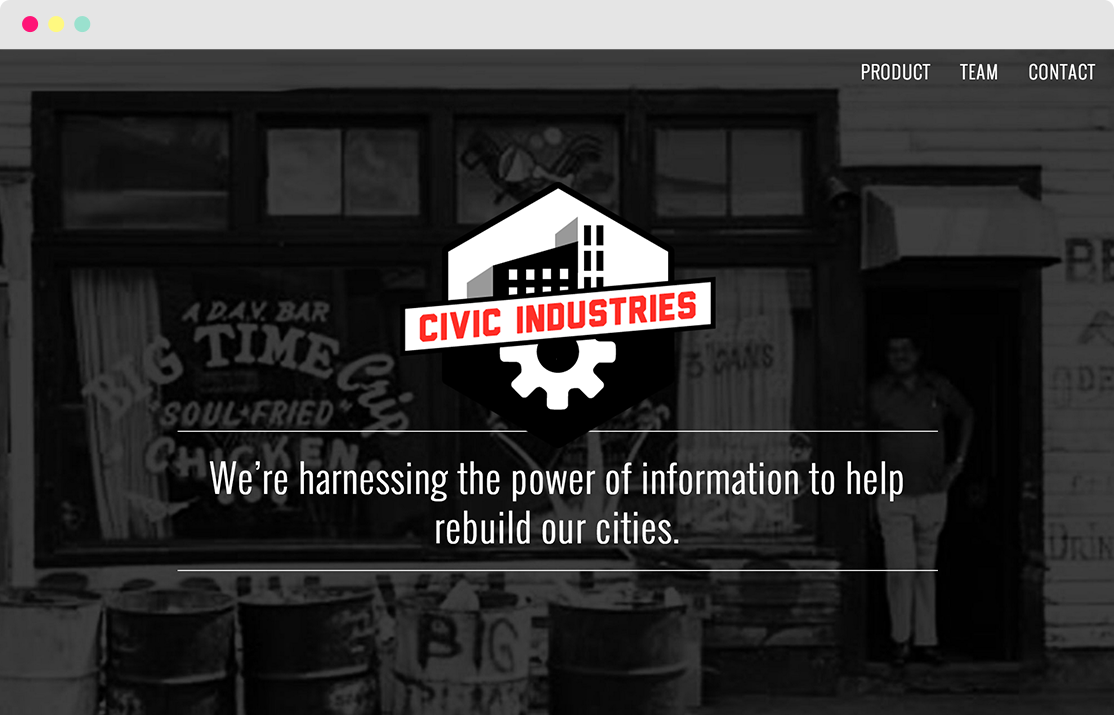 PRODUCT TEAM CONTACT
CIVIC INDUSTRIES
A D.A.V. BAR
BIG TIME Crip
"SOUL FRIED"
CHICKEN
CANS
We're harnessing the power of information to help
rebuild our cities.
BIG